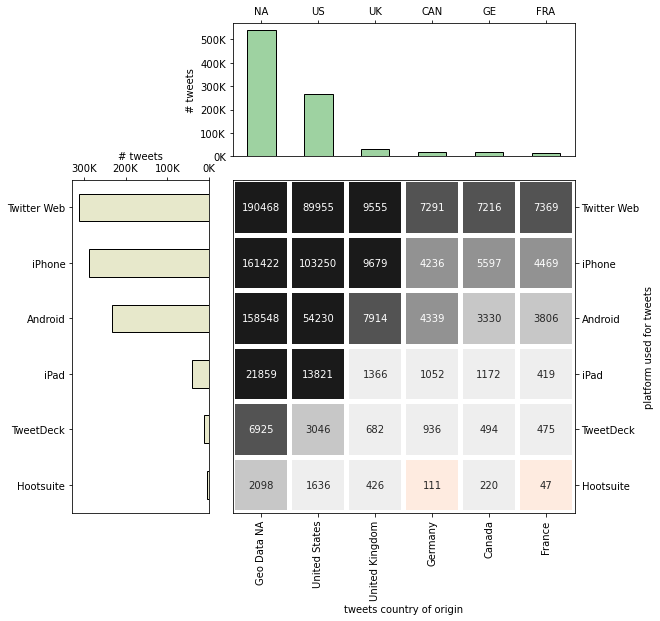 NA US UK CAN GE FRA
# tweets
500K
400K
300K
200K
100K
0K
# tweets
300K 200K 100K 0K
Twitter Web 190468 89955 9555 7291 7216 7369 Twitter Web
iPhone 161422 103250 9679 4236 5597 4469 iPhone
Android 158548 54230 7914 4339 3330 3806 Android
iPad 21859 13821 1366 1052 1172 419 iPad
TweetDeck 6925 3046 682 936 494 475 TweetDeck
Hootsuite 2098 1636 426 111 220 47 Hootsuite
platform used for tweets
Geo Data NA
United States
United Kingdom
Germany
Canada
France
tweets country of origin